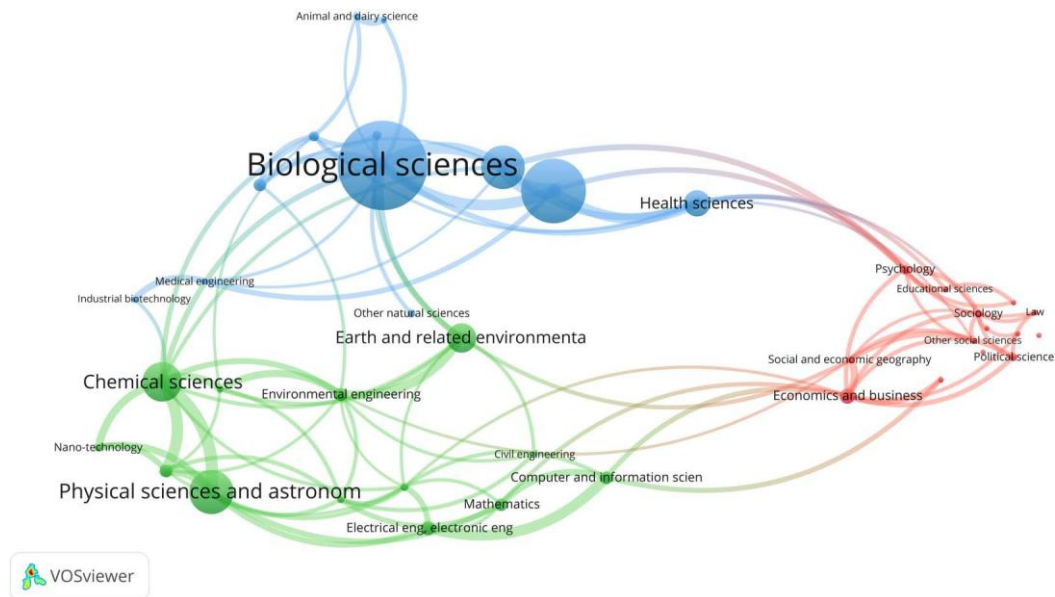 Animal and dairy science
Biological sciences
Health sciences
Psychology
Medical engineering
Educational sciences
Industrial biotechnology
Other natural sciences
Sociology
Law
Earth and related environmenta
Other social sciences
Social and economic geography
Political science
Chemical sciences
Environmental engineering
Economics and business
Nano-technology
Civil engineering
Computer and information scien
Physical sciences and astronom
Mathematics
Electrical eng, electronic eng
VOSviewer